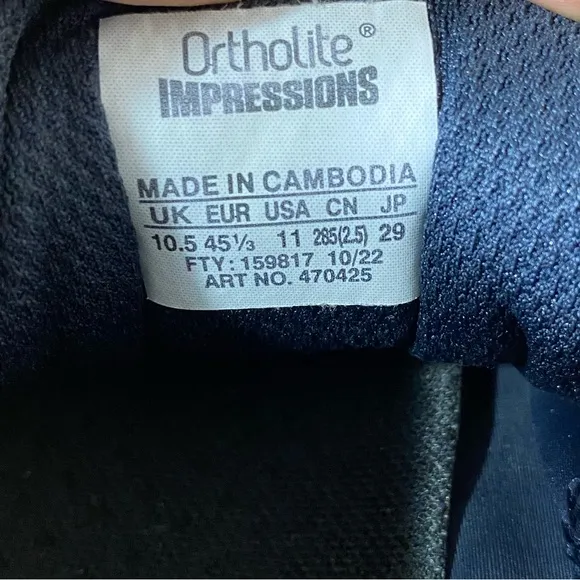 Ortholite®
IMPRESSIONS
MADE IN CAMBODIA
UK EUR USA CN JP
10.5 45⅓ 11 285(2.5) 29
FTY: 159817 10/22
ART NO. 470425